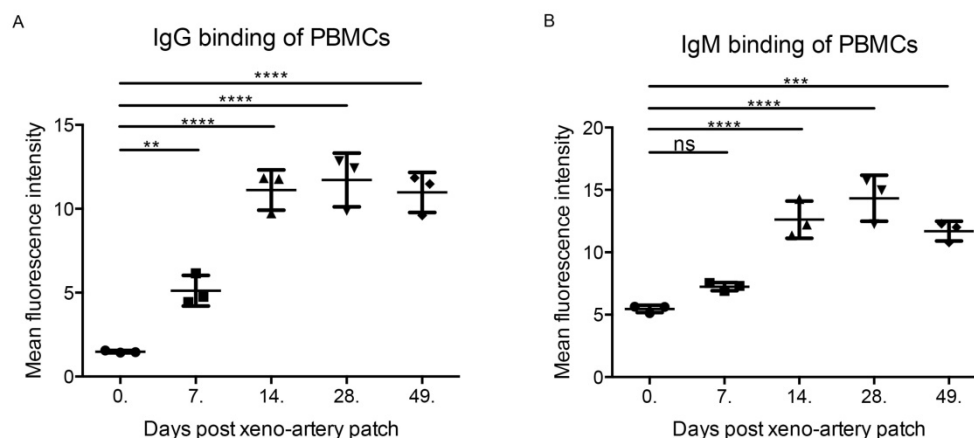 A
IgG binding of PBMCs
****
****
****
**
15
10
5
0
Mean fluorescence intensity
0. 7. 14. 28. 49.
Days post xeno-artery patch
B
IgM binding of PBMCs
***
****
****
ns
20
15
10
5
0
Mean fluorescence intensity
0. 7. 14. 28. 49.
Days post xeno-artery patch